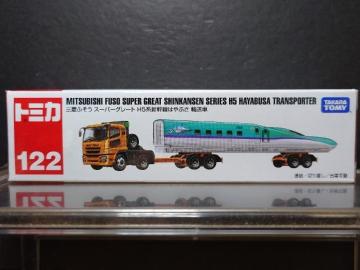 トミカ
122
MITSUBISHI FUSO SUPER GREAT SHINKANSEN SERIES H5 HAYABUSA TRANSPORTER
三菱ふそう スーパーグレート H5系新幹線はやぶさ 輸送車
TAKARA
TOMY